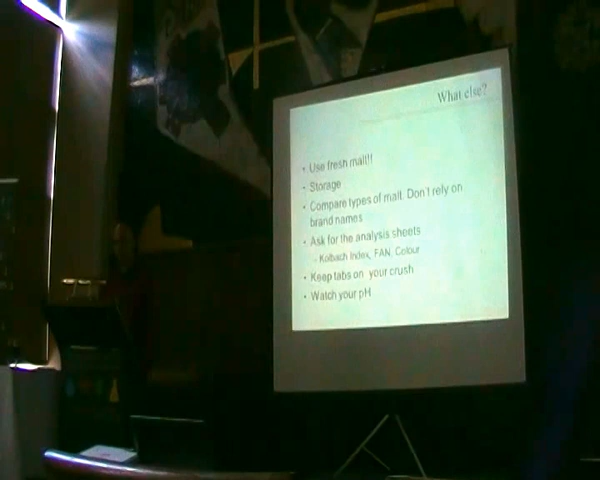 What else?
• Use fresh malt!!
• Storage
• Compare types of malt. Don't rely on
brand names
• Ask for the analysis sheets
- Kolbach Index, FAN, Colour
• Keep tabs on your crush
• Watch your pH